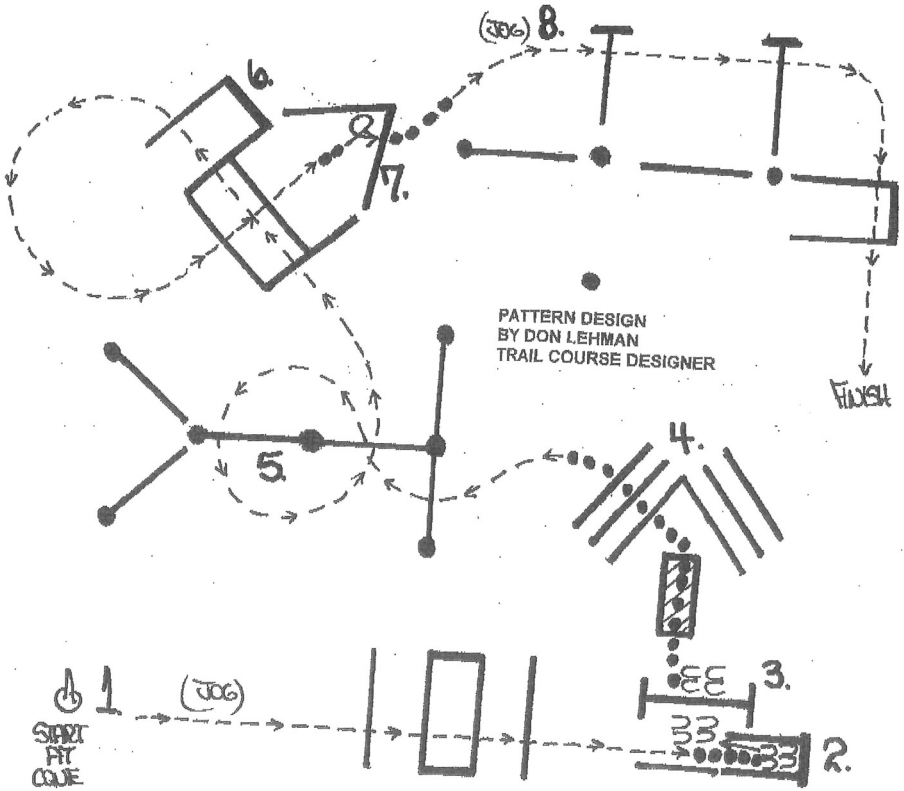 (JOG) 8.
6.
7.
PATTERN DESIGN
BY DON LEHMAN
TRAIL COURSE DESIGNER
FINISH
4.
5.
3.
1 (JOG)
START
AT
CONE
2.